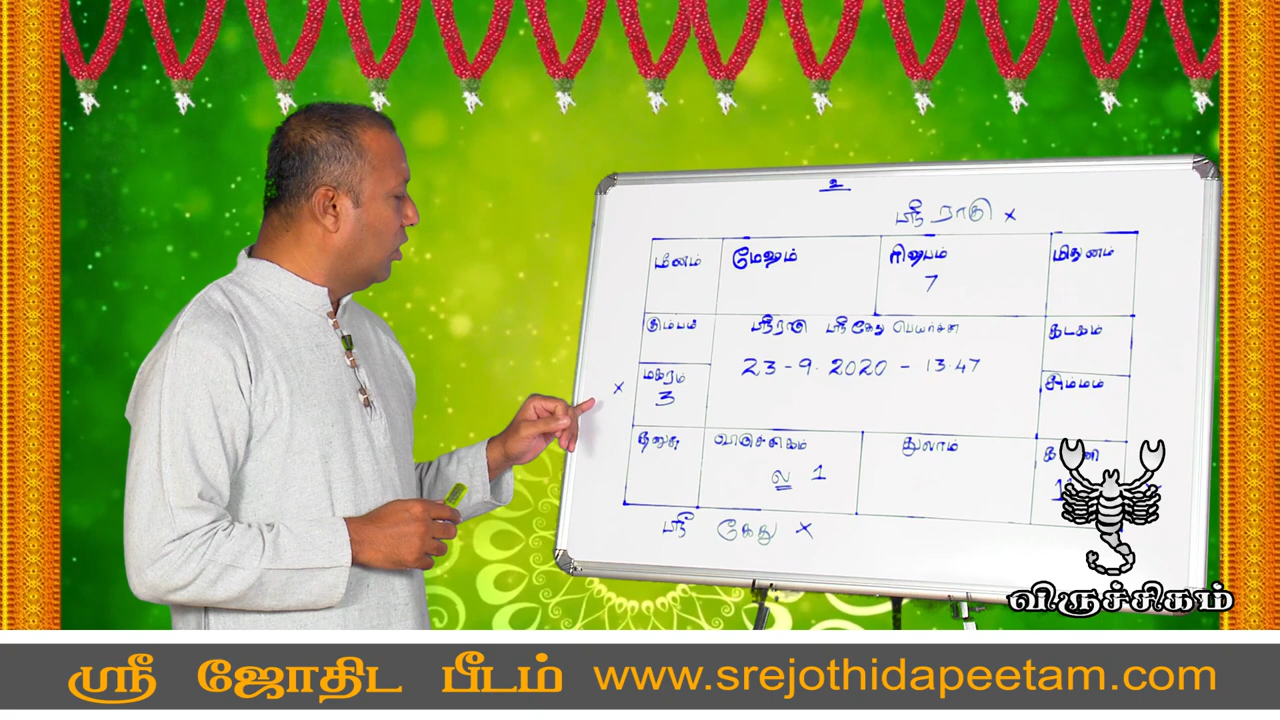 உ
ஸ்ரீ ராகு x
மீனம் மேஷம் ரிஷபம் மிதுனம்
7
கும்பம் ஸ்ரீ ராகு ஸ்ரீ கேது பெயர்ச்சி கடகம்
23-9-2020 - 13.47
x மகரம் சிம்மம்
3
தனுசு விருச்சிகம் துலாம்
ல 1
ஸ்ரீ கேது x
விருச்சிகம்
ஸ்ரீ ஜோதிட பீடம் www.srejothidapeetam.com